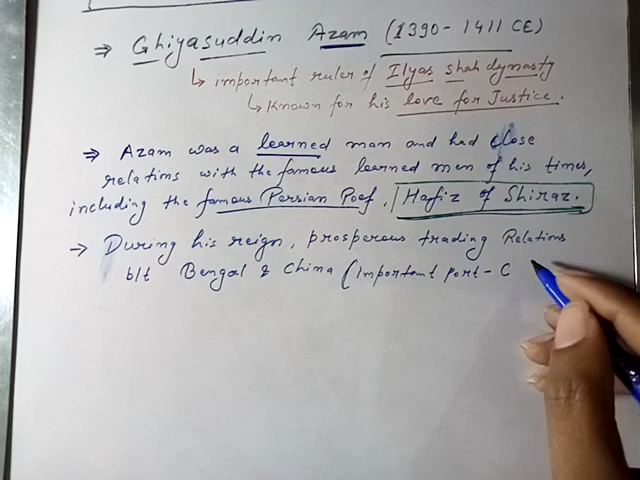 ⇒ Ghiyasuddin Azam (1390-1411 CE)
↳ important ruler of Ilyas shah dynasty
↳ Known for his love for Justice.
⇒ Azam was a learned man and had close
relations with the famous learned men of his times,
including the famous Persian Poet, Hafiz of Shiraz.
→ During his reign, prosperous trading Relations
b/t Bengal & China (Important port - C